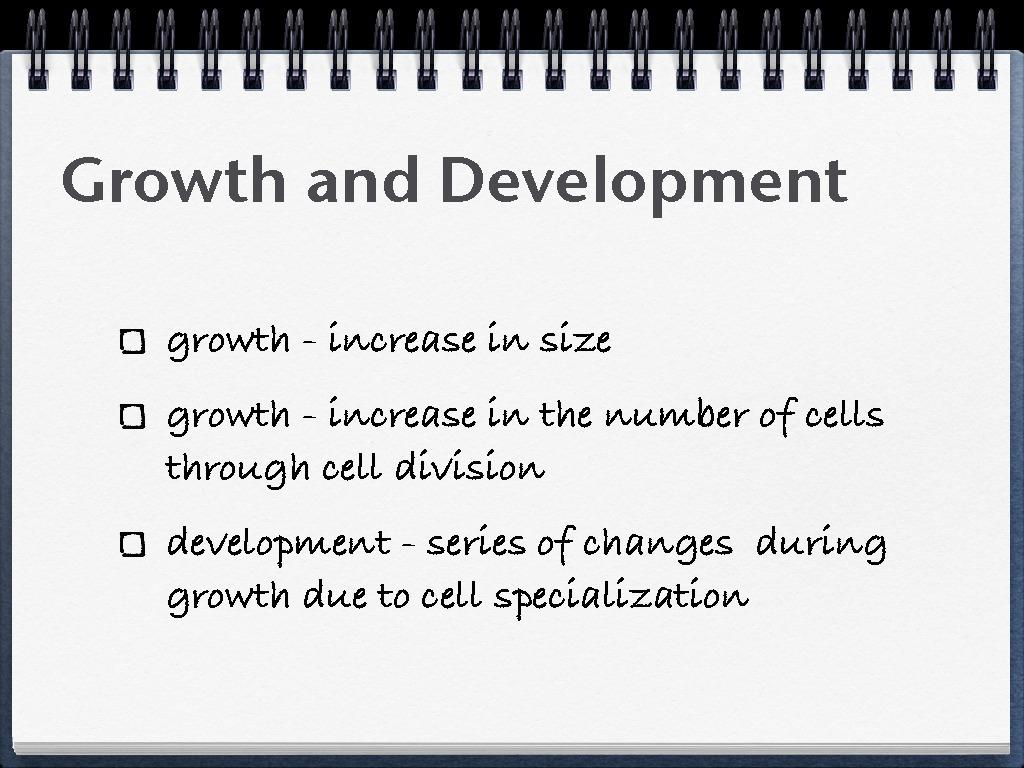 Growth and Development
growth - increase in size
growth - increase in the number of cells
through cell division
development - series of changes during
growth due to cell specialization